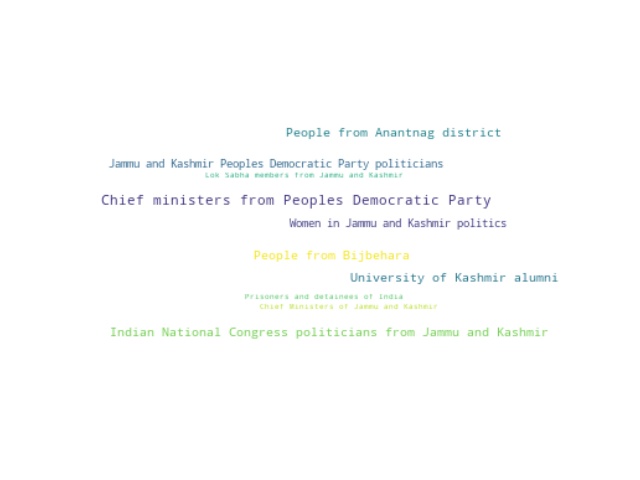 People from Anantnag district
Jammu and Kashmir Peoples Democratic Party politicians
Lok Sabha members from Jammu and Kashmir
Chief ministers from Peoples Democratic Party
Women in Jammu and Kashmir politics
People from Bijbehara
University of Kashmir alumni
Prisoners and detainees of India
Chief Ministers of Jammu and Kashmir
Indian National Congress politicians from Jammu and Kashmir